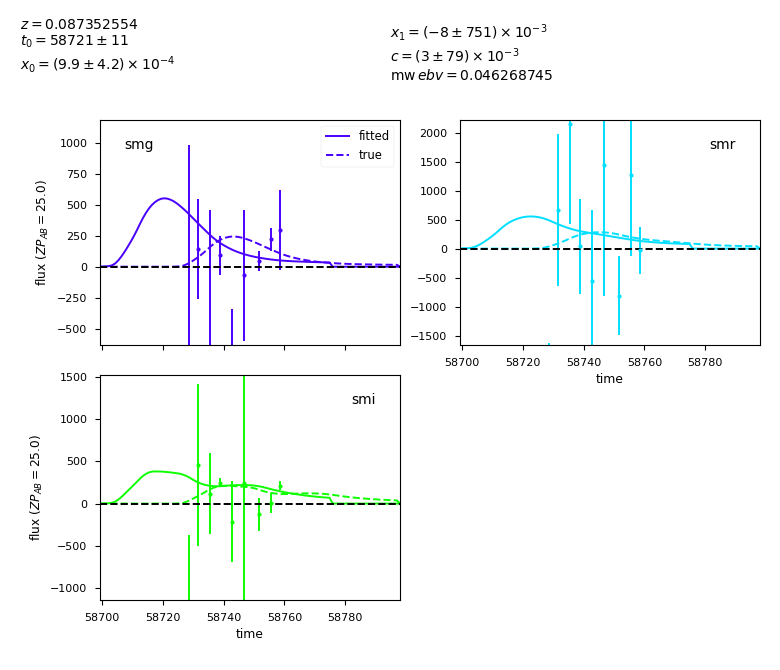 z = 0.087352554
t₀ = 58721 ± 11
x₀ = (9.9 ± 4.2) × 10⁻⁴
x₁ = (−8 ± 751) × 10⁻³
c = (3 ± 79) × 10⁻³
mw ebv = 0.046268745
smg
fitted
true
1000
750
500
250
0
−250
−500
flux (ZP_AB = 25.0)
smr
2000
1500
1000
500
0
−500
−1000
−1500
58700 58720 58740 58760 58780
time
smi
1500
1000
500
0
−500
−1000
flux (ZP_AB = 25.0)
58700 58720 58740 58760 58780
time